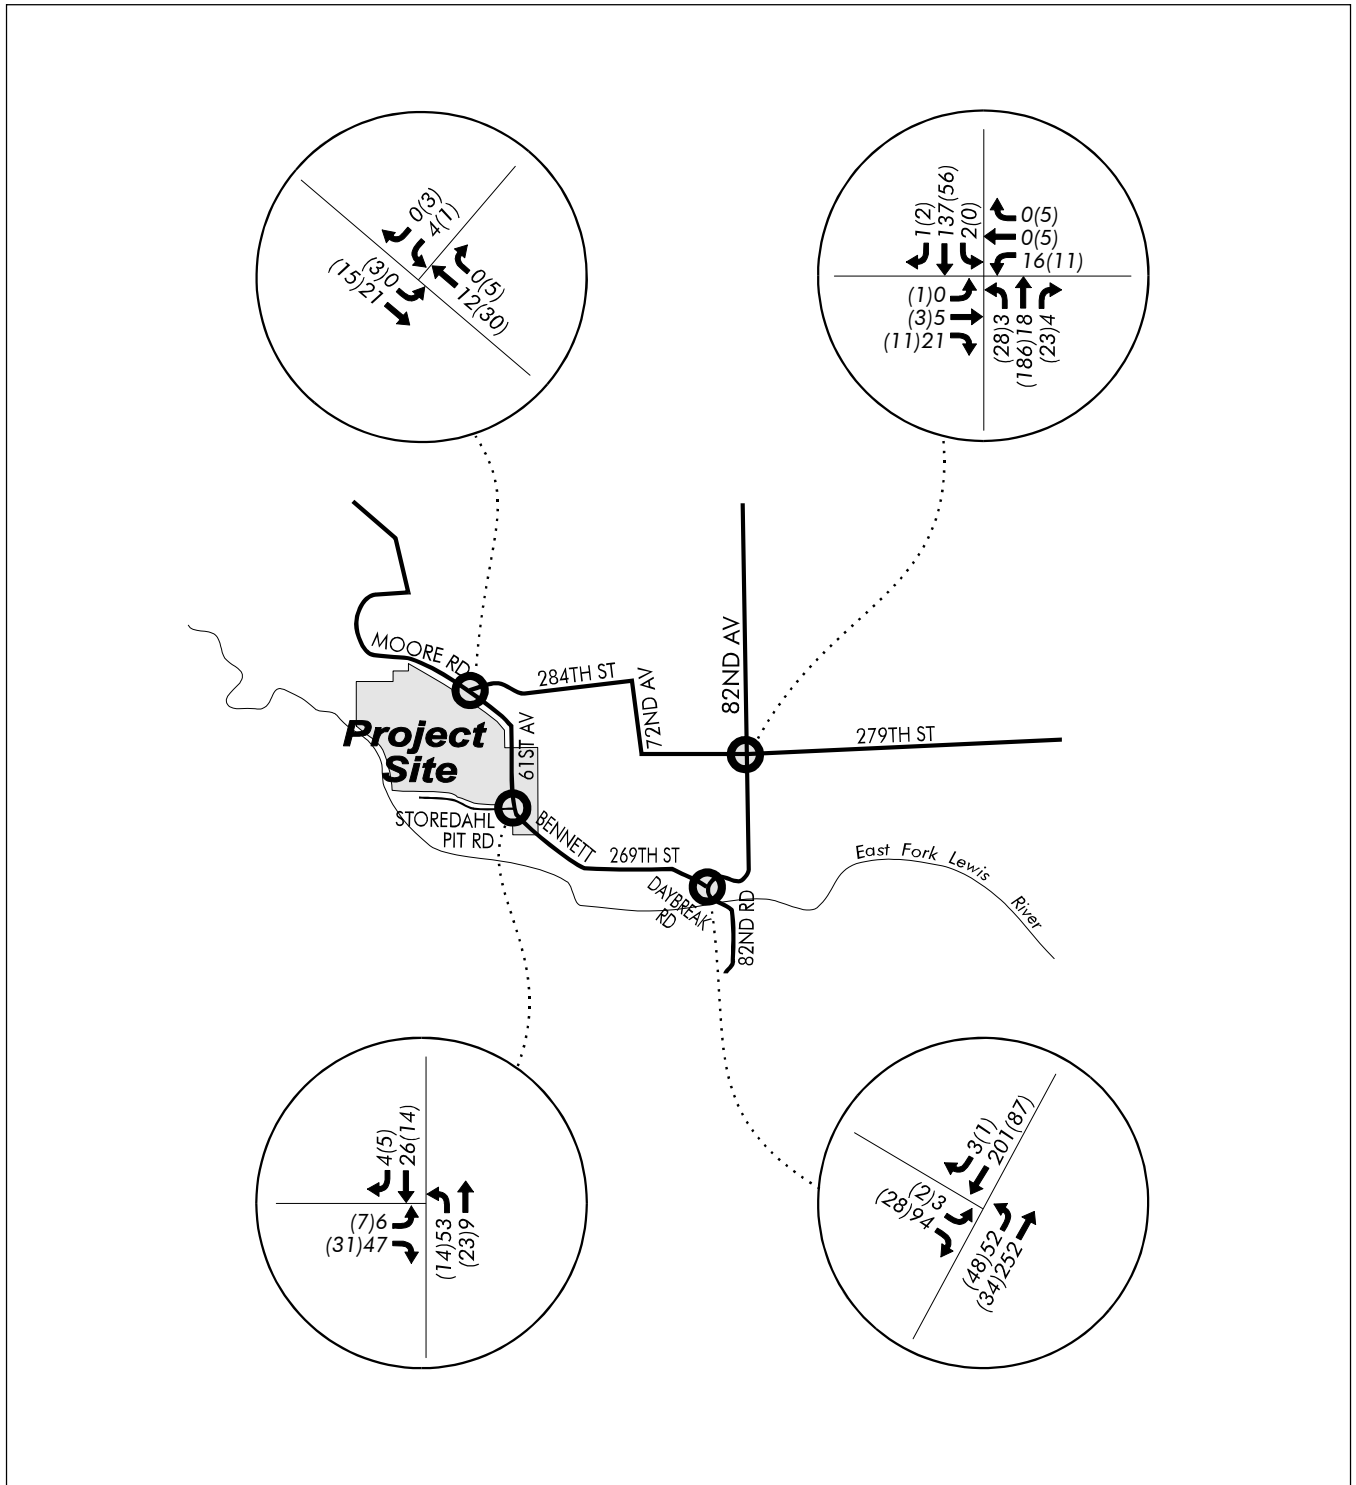 0(3)
4(1)
(3)0
(15)21
0(5)
12(30)
1(2)
137(56)
2(0)
0(5)
0(5)
16(11)
(1)0
(3)5
(11)21
(28)3
(186)18
(23)4
MOORE RD
284TH ST
72ND AV
82ND AV
279TH ST
Project
Site
61ST AV
STOREDAHL
PIT RD
BENNETT
269TH ST
DAYBREAK
RD
82ND RD
East Fork Lewis
River
4(5)
26(14)
(7)6
(31)47
(14)53
(23)9
3(1)
201(87)
(2)3
(28)94
(48)52
(34)252